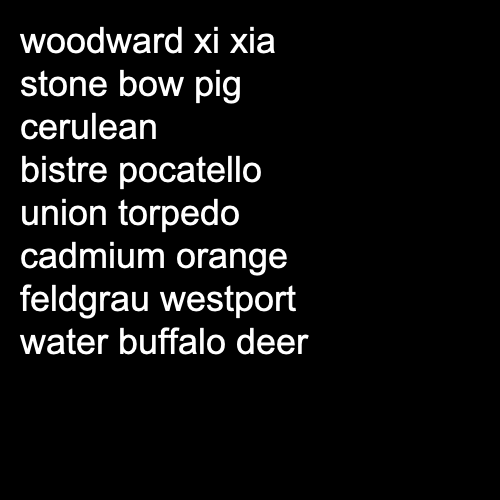 woodward xi xia
stone bow pig
cerulean
bistre pocatello
union torpedo
cadmium orange
feldgrau westport
water buffalo deer